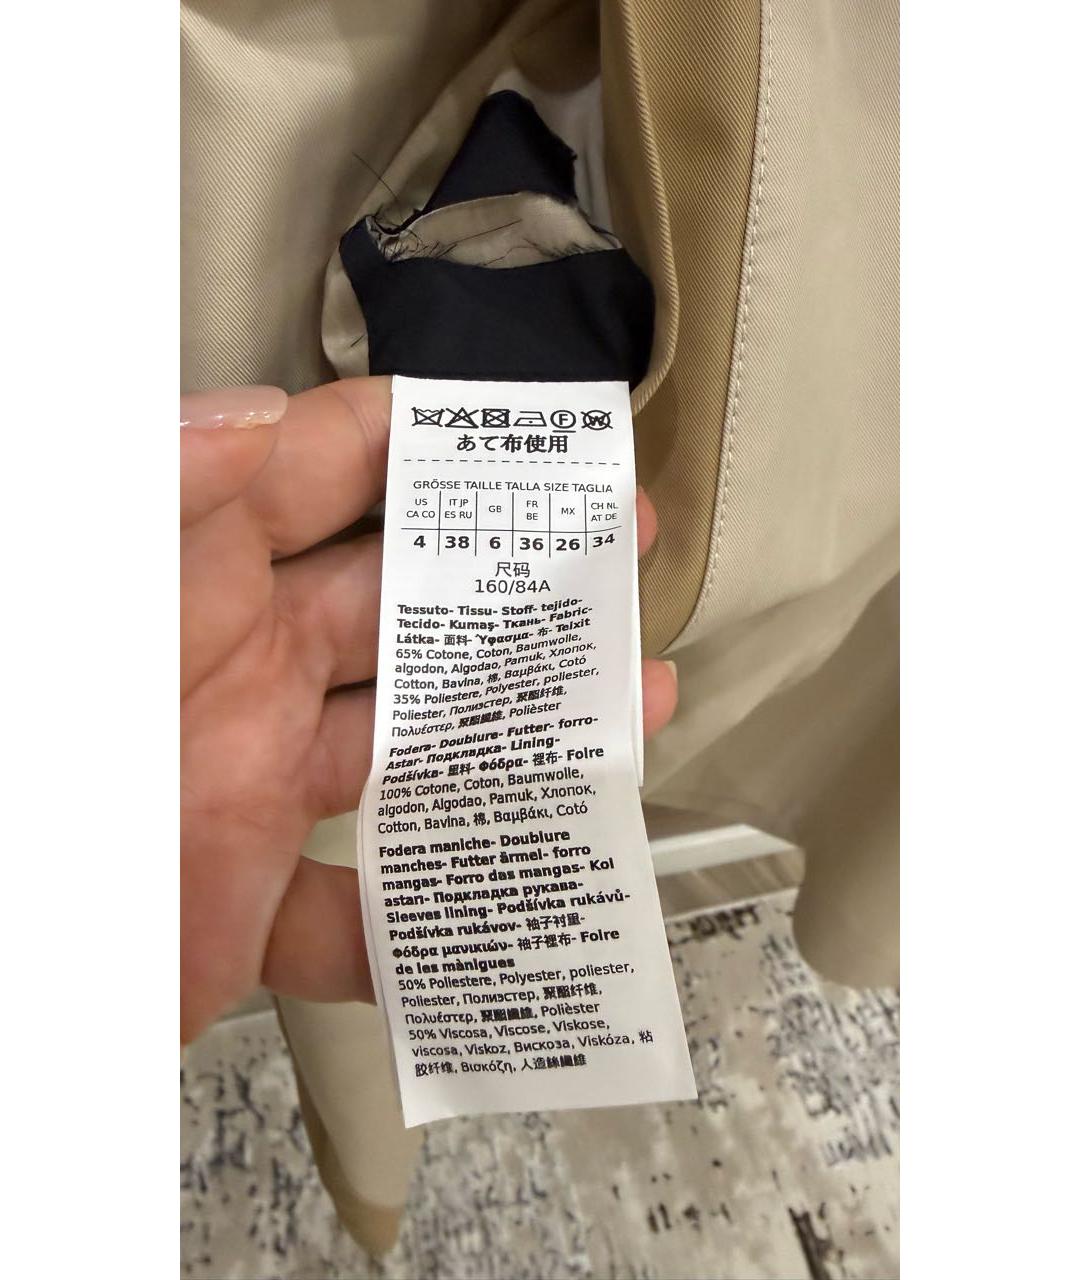 F W
あて布使用
GRÖSSE TAILLE TALLA SIZE TAGLIA
US CA CO IT JP ES RU GB FR BE MX CH NL AT DE
4 38 6 36 26 34
尺码
160/84A
Tessuto- Tissu- Stoff- tejido-
Tecido- Kumaş- Ткань- Fabric-
Látka- 面料- Ύφασμα- 布- Teixit
65% Cotone, Coton, Baumwolle,
algodon, Algodao, Pamuk, Хлопок,
Cotton, Bavlna, 棉, Βαμβάκι, Cotó
35% Poliestere, Polyester, poliester,
Poliester, Полиэстер, 聚酯纤维,
Πολυέστερ, 聚酯纖維, Polièster
Fodera- Doublure- Futter- forro-
Astar- Подкладка- Lining-
Podšívka- 里料- Φόδρα- 裡布- Folre
100% Cotone, Coton, Baumwolle,
algodon, Algodao, Pamuk, Хлопок,
Cotton, Bavlna, 棉, Βαμβάκι, Cotó
Fodera maniche- Doublure
manches- Futter ärmel- forro
mangas- Forro das mangas- Kol
astarı- Подкладка рукава-
Sleeves lining- Podšívka rukávů-
Podšívka rukávov- 袖子衬里-
Φόδρα μανικιών- 袖子裡布- Folre
de les mànigues
50% Poliestere, Polyester, poliester,
Poliester, Полиэстер, 聚酯纤维,
Πολυέστερ, 聚酯纖維, Polièster
50% Viscosa, Viscose, Viskose,
viscosa, Viskoz, Вискоза, Viskóza, 粘
胶纤维, Βισκόζη, 人造絲纖維